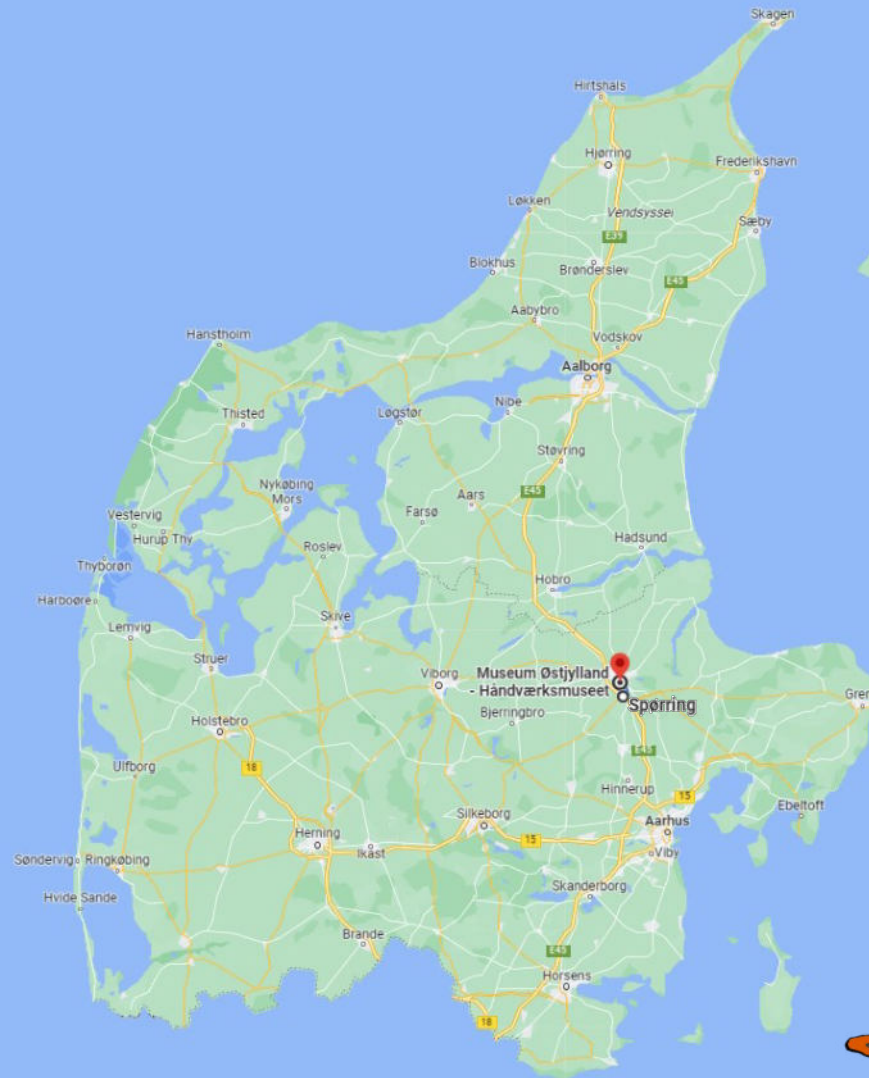 Skagen
Hirtshals
Hjørring
Frederikshavn
Løkken
Vendsyssel
Sæby
E39
Blokhus
Brønderslev
E45
Aabybro
Hanstholm
Vodskov
Aalborg
Nibe
Thisted
Løgstør
Støvring
Nykøbing
Mors
E45
Aars
Farsø
Vestervig
Hurup Thy
Hadsund
Roslev
Thyborøn
Hobro
Harboøre
Skive
Lemvig
Struer
Viborg
Museum Østjylland
- Håndværksmuseet
Spørring
Gren
Bjerringbro
Holstebro
E45
Ulfborg
18
Hinnerup
15
Ebeltoft
Silkeborg
Aarhus
Herning
15
Ikast
Viby
Søndervig
Ringkøbing
Skanderborg
Hvide Sande
Brande
E45
Horsens
18